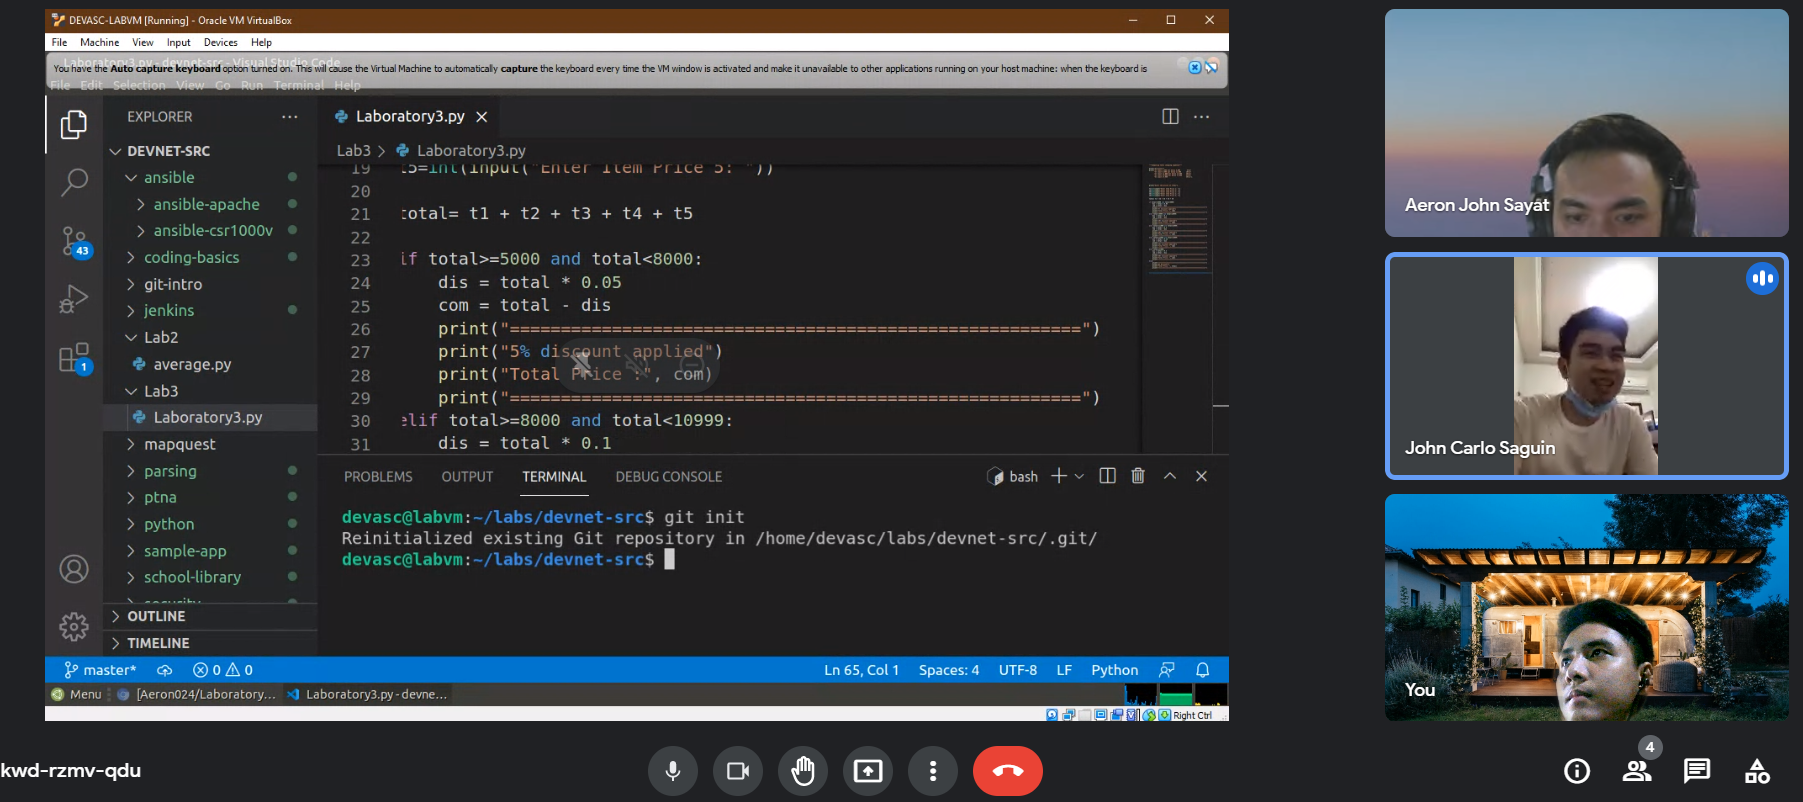 DEVASC-LABVM [Running] - Oracle VM VirtualBox
File Machine View Input Devices Help
Laboratory3.py - devnet-src - Visual Studio Code
You have the Auto capture keyboard option turned on. This will cause the Virtual Machine to automatically capture the keyboard every time the VM window is activated and make it unavailable to other applications running on your host machine: when the keyboard is
File Edit Selection View Go Run Terminal Help
EXPLORER
DEVNET-SRC
ansible
ansible-apache
ansible-csr1000v
coding-basics
git-intro
jenkins
Lab2
average.py
Lab3
Laboratory3.py
mapquest
parsing
ptna
python
sample-app
school-library
security
OUTLINE
TIMELINE
43
1
Laboratory3.py
Lab3 > Laboratory3.py
19 t5=int(input("Enter Item Price 5: "))
20
21 total= t1 + t2 + t3 + t4 + t5
22
23 if total>=5000 and total<8000:
24 dis = total * 0.05
25 com = total - dis
26 print("========================================================")
27 print("5% discount applied")
28 print("Total Price :", com)
29 print("========================================================")
30 elif total>=8000 and total<10999:
31 dis = total * 0.1
PROBLEMS OUTPUT TERMINAL DEBUG CONSOLE
bash
devasc@labvm:~/labs/devnet-src$ git init
Reinitialized existing Git repository in /home/devasc/labs/devnet-src/.git/
devasc@labvm:~/labs/devnet-src$
master* 0 0 Ln 65, Col 1 Spaces: 4 UTF-8 LF Python
Menu [Aeron024/Laboratory... Laboratory3.py - devne...
Right Ctrl
Aeron John Sayat
John Carlo Saguin
You
kwd-rzmv-qdu
4